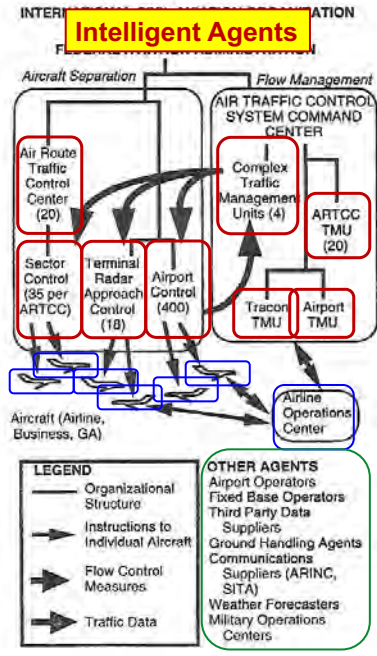 INTERNATIONAL CIVIL AVIATION ORGANIZATION
Intelligent Agents
FEDERAL AVIATION ADMINISTRATION
Aircraft Separation
Flow Management
AIR TRAFFIC CONTROL
SYSTEM COMMAND
CENTER
Air Route
Traffic
Control
Center
(20)
Complex
Traffic
Management
Units (4)
ARTCC
TMU
(20)
Sector
Control
(35 per
ARTCC)
Terminal
Radar
Approach
Control
(18)
Airport
Control
(400)
Tracon
TMU
Airport
TMU
Airline
Operations
Center
Aircraft (Airline,
Business, GA)
LEGEND
Organizational
Structure
Instructions to
Individual Aircraft
Flow Control
Measures
Traffic Data
OTHER AGENTS
Airport Operators
Fixed Base Operators
Third Party Data
Suppliers
Ground Handling Agents
Communications
Suppliers (ARINC,
SITA)
Weather Forecasters
Military Operations
Centers